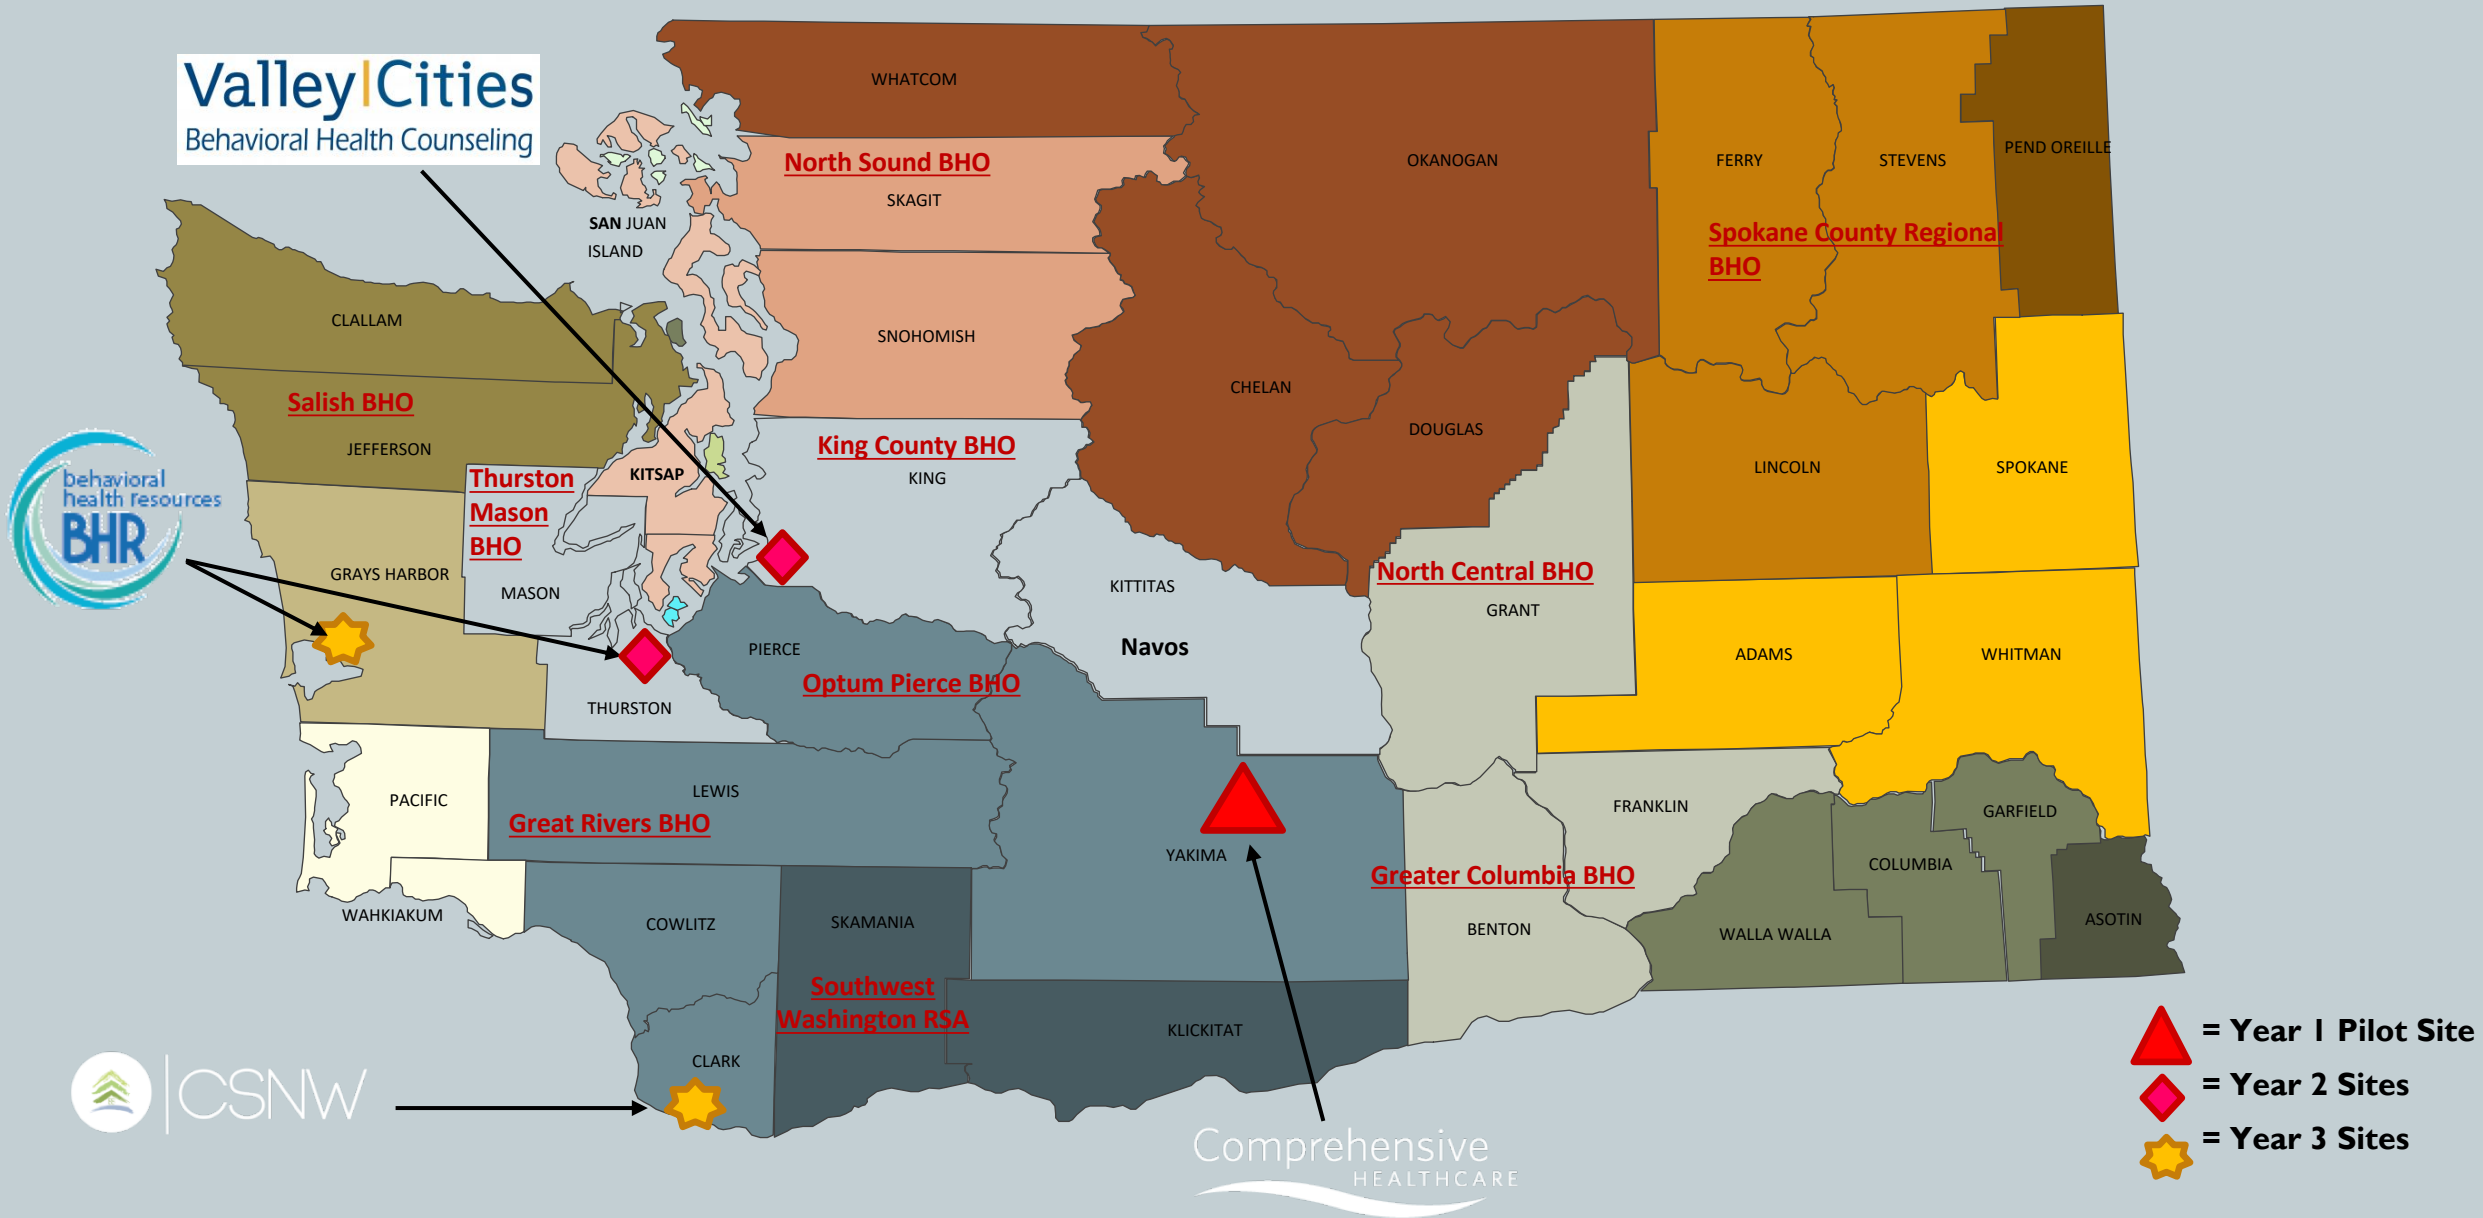 Valley|Cities
Behavioral Health Counseling
WHATCOM
North Sound BHO
SKAGIT
SAN JUAN
ISLAND
SNOHOMISH
OKANOGAN
FERRY
STEVENS
PEND OREILLE
Spokane County Regional
BHO
CLALLAM
Salish BHO
JEFFERSON
King County BHO
KING
CHELAN
DOUGLAS
LINCOLN
SPOKANE
behavioral
health resources
BHR
Thurston
Mason
BHO
KITSAP
GRAYS HARBOR
MASON
KITTITAS
Navos
North Central BHO
GRANT
ADAMS
WHITMAN
PIERCE
Optum Pierce BHO
THURSTON
PACIFIC
LEWIS
Great Rivers BHO
YAKIMA
FRANKLIN
GARFIELD
COLUMBIA
Greater Columbia BHO
BENTON
WALLA WALLA
ASOTIN
WAHKIAKUM
COWLITZ
SKAMANIA
Southwest
Washington RSA
KLICKITAT
CLARK
CSNW
Comprehensive
HEALTHCARE
= Year 1 Pilot Site
= Year 2 Sites
= Year 3 Sites